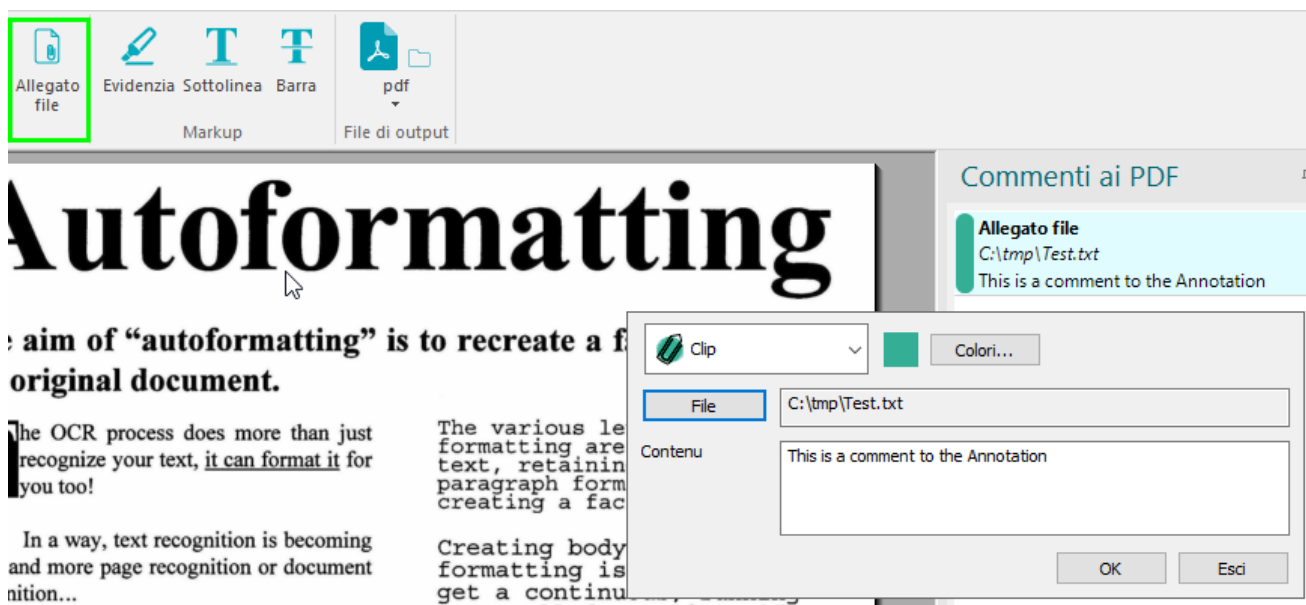 Allegato
file
Evidenzia Sottolinea Barra
Markup
pdf
File di output
Autoformatting
aim of “autoformatting” is to recreate a
original document.
he OCR process does more than just
recognize your text, it can format it for
you too!
In a way, text recognition is becoming
and more page recognition or document
nition...
The various le
formatting are
text, retainin
paragraph form
creating a fac
Creating body
formatting is
get a continuous, running
Commenti ai PDF
Allegato file
C:\tmp\Test.txt
This is a comment to the Annotation
Clip
Colori...
File
C:\tmp\Test.txt
Contenu
This is a comment to the Annotation
OK
Esci